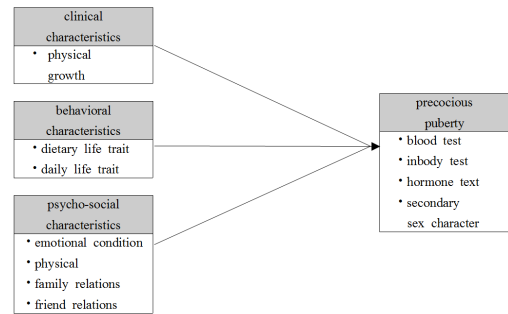 clinical
characteristics
• physical
growth
behavioral
characteristics
• dietary life trait
• daily life trait
psycho-social
characteristics
• emotional condition
• physical
• family relations
• friend relations
precocious
puberty
• blood test
• inbody test
• hormone text
• secondary
sex character